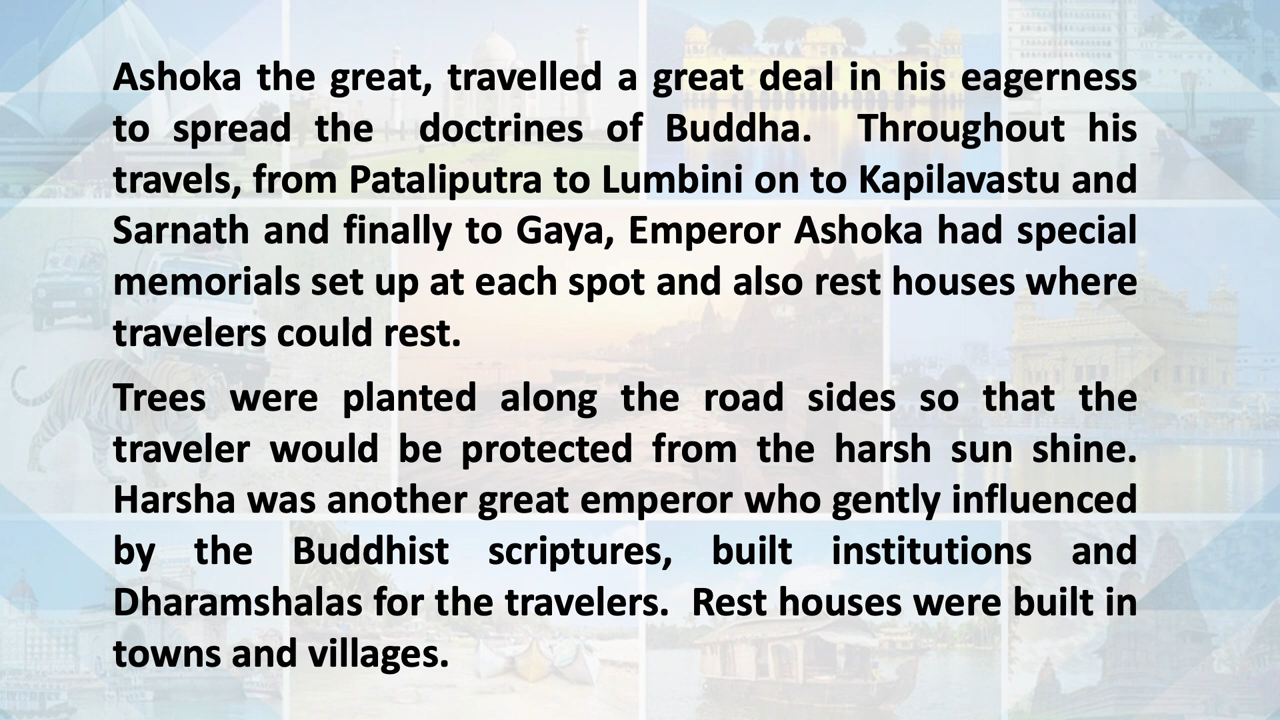 Ashoka the great, travelled a great deal in his eagerness
to spread the doctrines of Buddha. Throughout his
travels, from Pataliputra to Lumbini on to Kapilavastu and
Sarnath and finally to Gaya, Emperor Ashoka had special
memorials set up at each spot and also rest houses where
travelers could rest.
Trees were planted along the road sides so that the
traveler would be protected from the harsh sun shine.
Harsha was another great emperor who gently influenced
by the Buddhist scriptures, built institutions and
Dharamshalas for the travelers. Rest houses were built in
towns and villages.